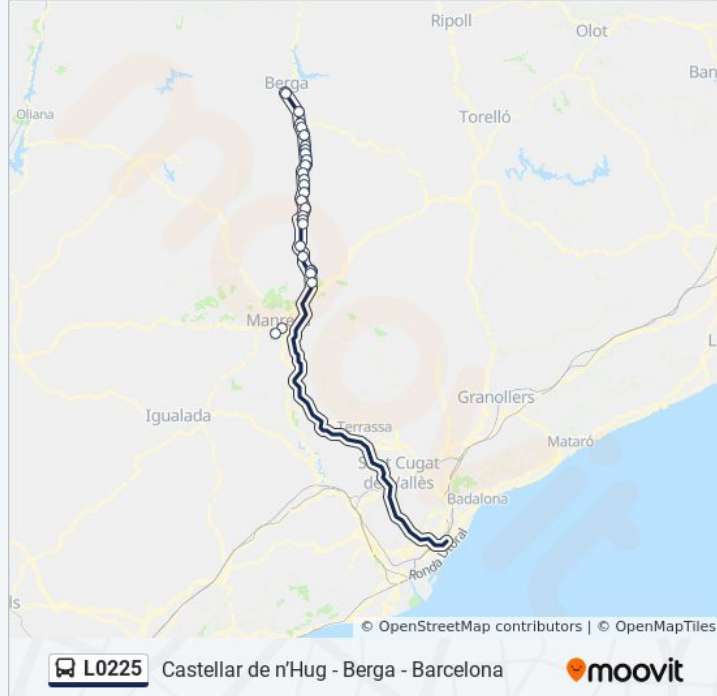 Ripoll
Olot
Ban
Berga
Oliana
Torelló
Manresa
Granollers
Igualada
Terrassa
Mataró
Sant Cugat
del Vallès
Badalona
Ronda Litoral
ls
© OpenStreetMap contributors | © OpenMapTiles
L0225 Castellar de n’Hug - Berga - Barcelona moovit